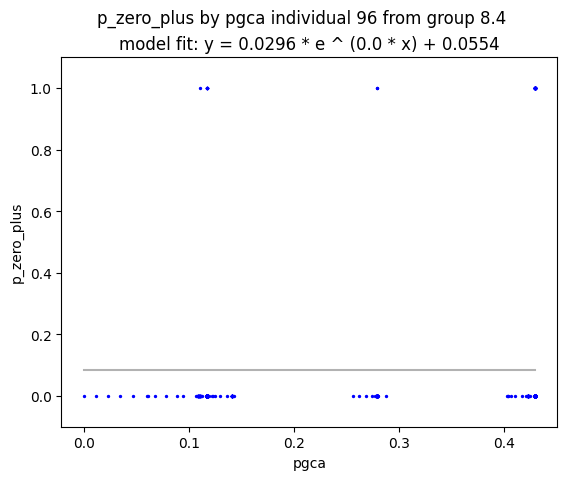 p_zero_plus by pgca individual 96 from group 8.4
model fit: y = 0.0296 * e ^ (0.0 * x) + 0.0554
1.0
0.8
0.6
0.4
0.2
0.0
p_zero_plus
0.0 0.1 0.2 0.3 0.4
pgca